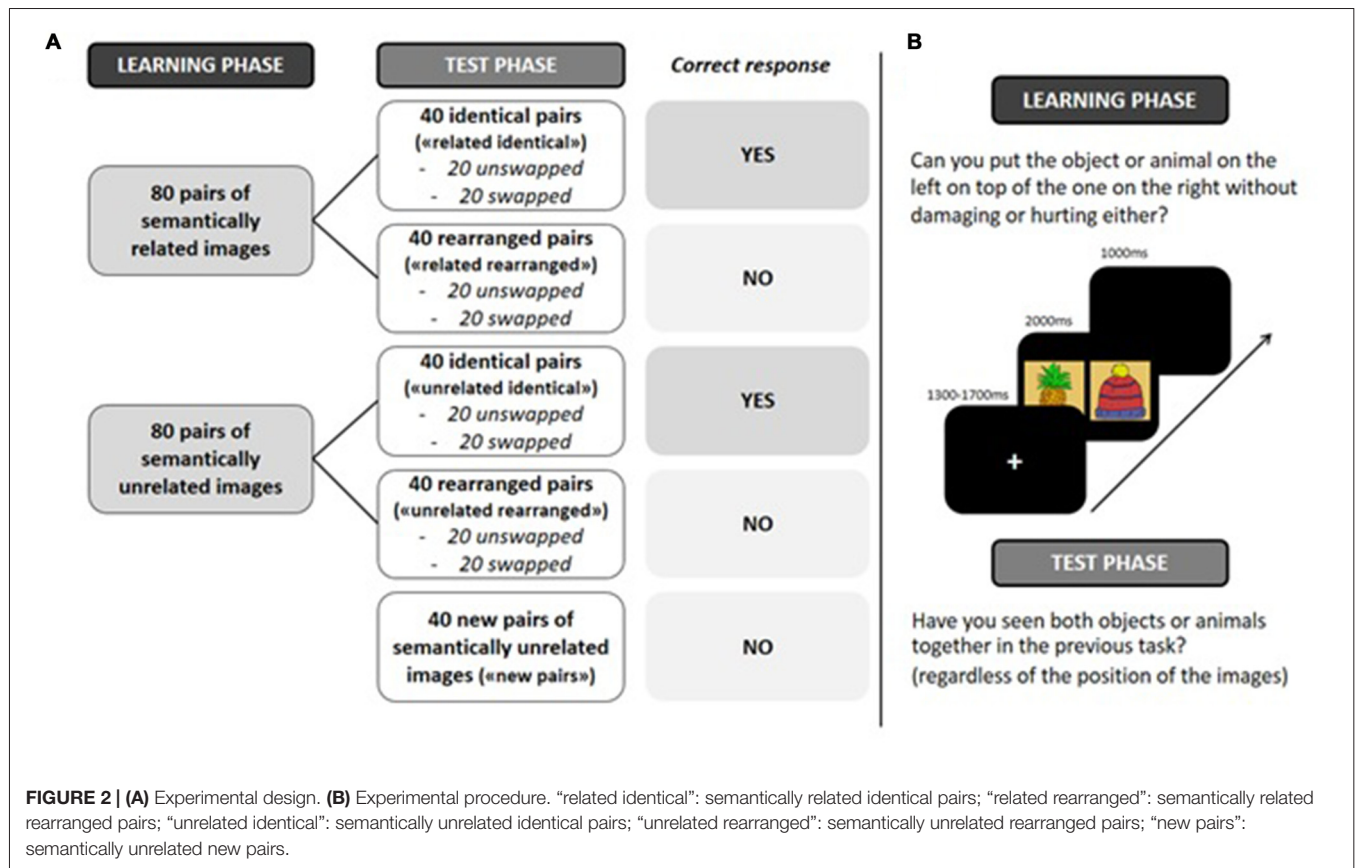 A
LEARNING PHASE
TEST PHASE
Correct response
80 pairs of
semantically
related images
40 identical pairs
(«related identical»)
- 20 unswapped
- 20 swapped
YES
40 rearranged pairs
(«related rearranged»)
- 20 unswapped
- 20 swapped
NO
80 pairs of
semantically
unrelated images
40 identical pairs
(«unrelated identical»)
- 20 unswapped
- 20 swapped
YES
40 rearranged pairs
(«unrelated rearranged»)
- 20 unswapped
- 20 swapped
NO
40 new pairs of
semantically unrelated
images («new pairs»)
NO
B
LEARNING PHASE
Can you put the object or animal on the
left on top of the one on the right without
damaging or hurting either?
1000ms
2000ms
1300-1700ms
+
TEST PHASE
Have you seen both objects or animals
together in the previous task?
(regardless of the position of the images)
FIGURE 2 | (A) Experimental design. (B) Experimental procedure. “related identical”: semantically related identical pairs; “related rearranged”: semantically related
rearranged pairs; “unrelated identical”: semantically unrelated identical pairs; “unrelated rearranged”: semantically unrelated rearranged pairs; “new pairs”:
semantically unrelated new pairs.